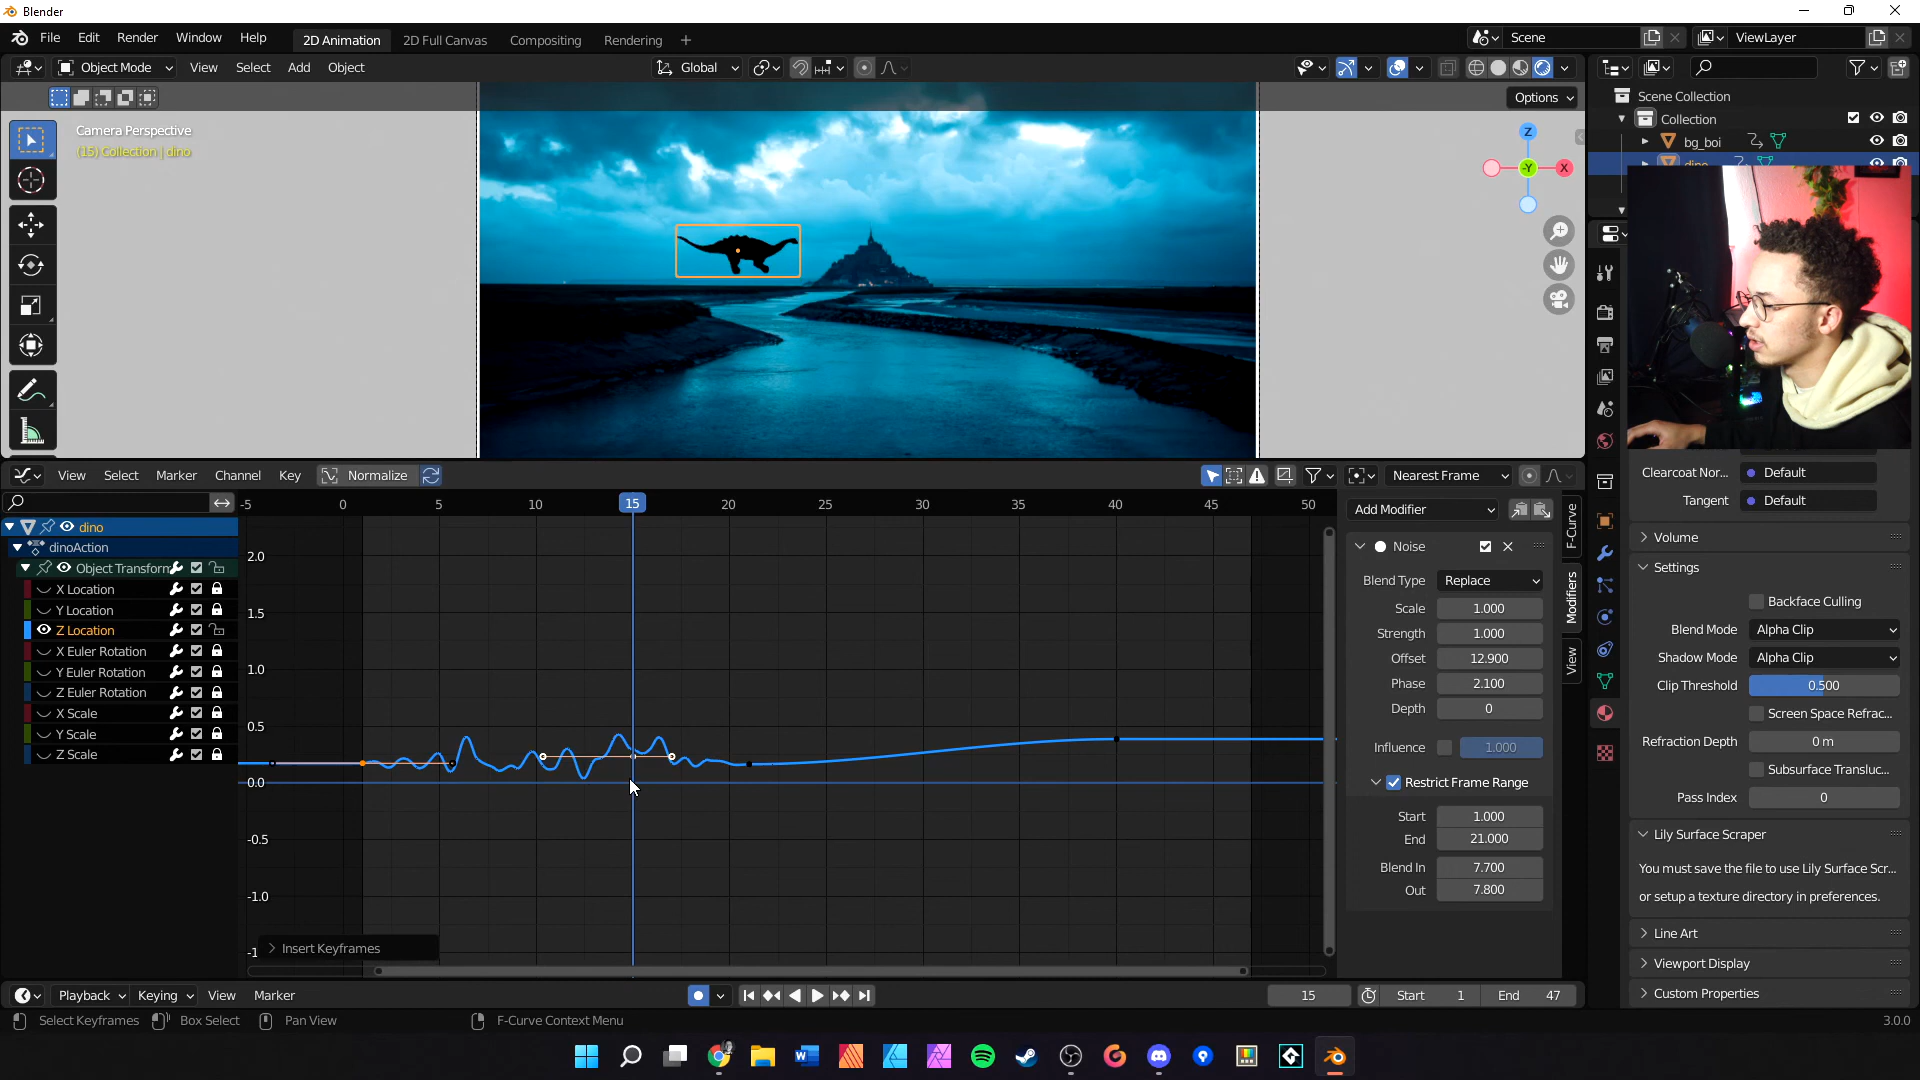 Blender
File Edit Render Window Help 2D Animation 2D Full Canvas Compositing Rendering + Scene ViewLayer
Object Mode View Select Add Object Global
Options
Camera Perspective
(15) Collection | dino
Z
-Y X
Scene Collection
Collection
bg_boi
dino
View Select Marker Channel Key Normalize Nearest Frame
-5 0 5 10 15 20 25 30 35 40 45 50
dino
dinoAction
Object Transform
X Location
Y Location
Z Location
X Euler Rotation
Y Euler Rotation
Z Euler Rotation
X Scale
Y Scale
Z Scale
2.0
1.5
1.0
0.5
0.0
-0.5
-1.0
-1
Insert Keyframes
Add Modifier
Noise
Blend Type Replace
Scale 1.000
Strength 1.000
Offset 12.900
Phase 2.100
Depth 0
Influence 1.000
Restrict Frame Range
Start 1.000
End 21.000
Blend In 7.700
Out 7.800
F-Curve
Modifiers
View
Clearcoat Nor... Default
Tangent Default
Volume
Settings
Backface Culling
Blend Mode Alpha Clip
Shadow Mode Alpha Clip
Clip Threshold 0.500
Screen Space Refrac...
Refraction Depth 0 m
Subsurface Transluc...
Pass Index 0
Lily Surface Scraper
You must save the file to use Lily Surface Scr...
or setup a texture directory in preferences.
Line Art
Viewport Display
Custom Properties
Playback Keying View Marker 15 Start 1 End 47
Select Keyframes Box Select Pan View F-Curve Context Menu 3.0.0